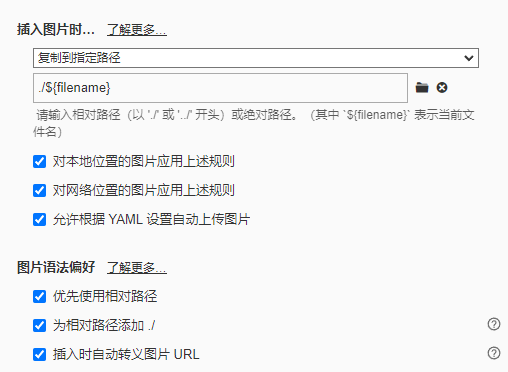 插入图片时... 了解更多...
复制到指定路径
./${filename}
请输入相对路径（以 './' 或 '../' 开头）或绝对路径。（其中 `${filename}` 表示当前文
件名）
对本地位置的图片应用上述规则
对网络位置的图片应用上述规则
允许根据 YAML 设置自动上传图片
图片语法偏好 了解更多...
优先使用相对路径
为相对路径添加 ./
插入时自动转义图片 URL